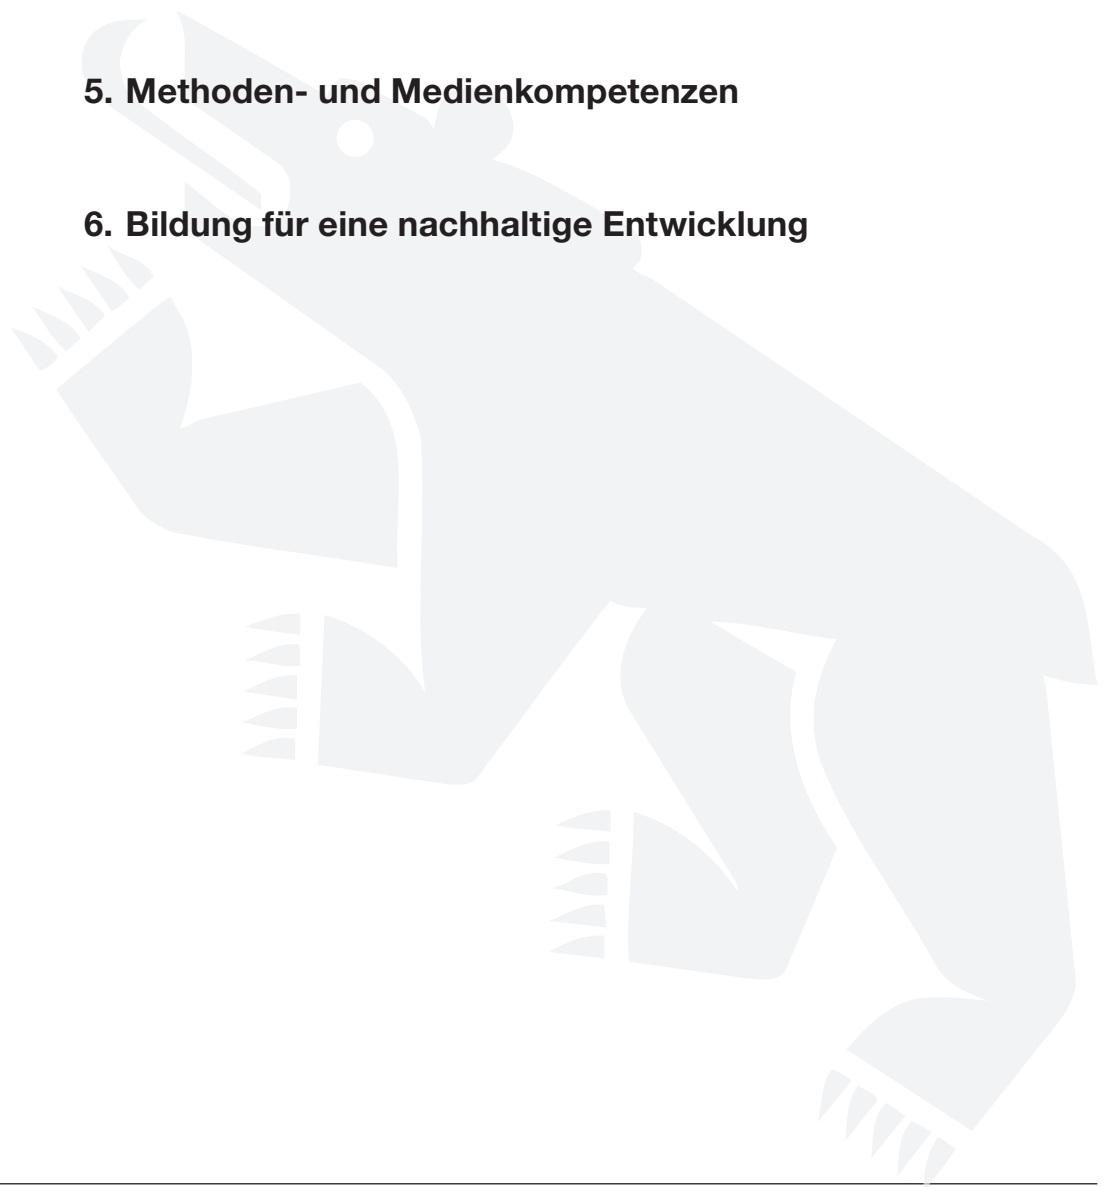 5. Methoden- und Medienkompetenzen
6. Bildung für eine nachhaltige Entwicklung